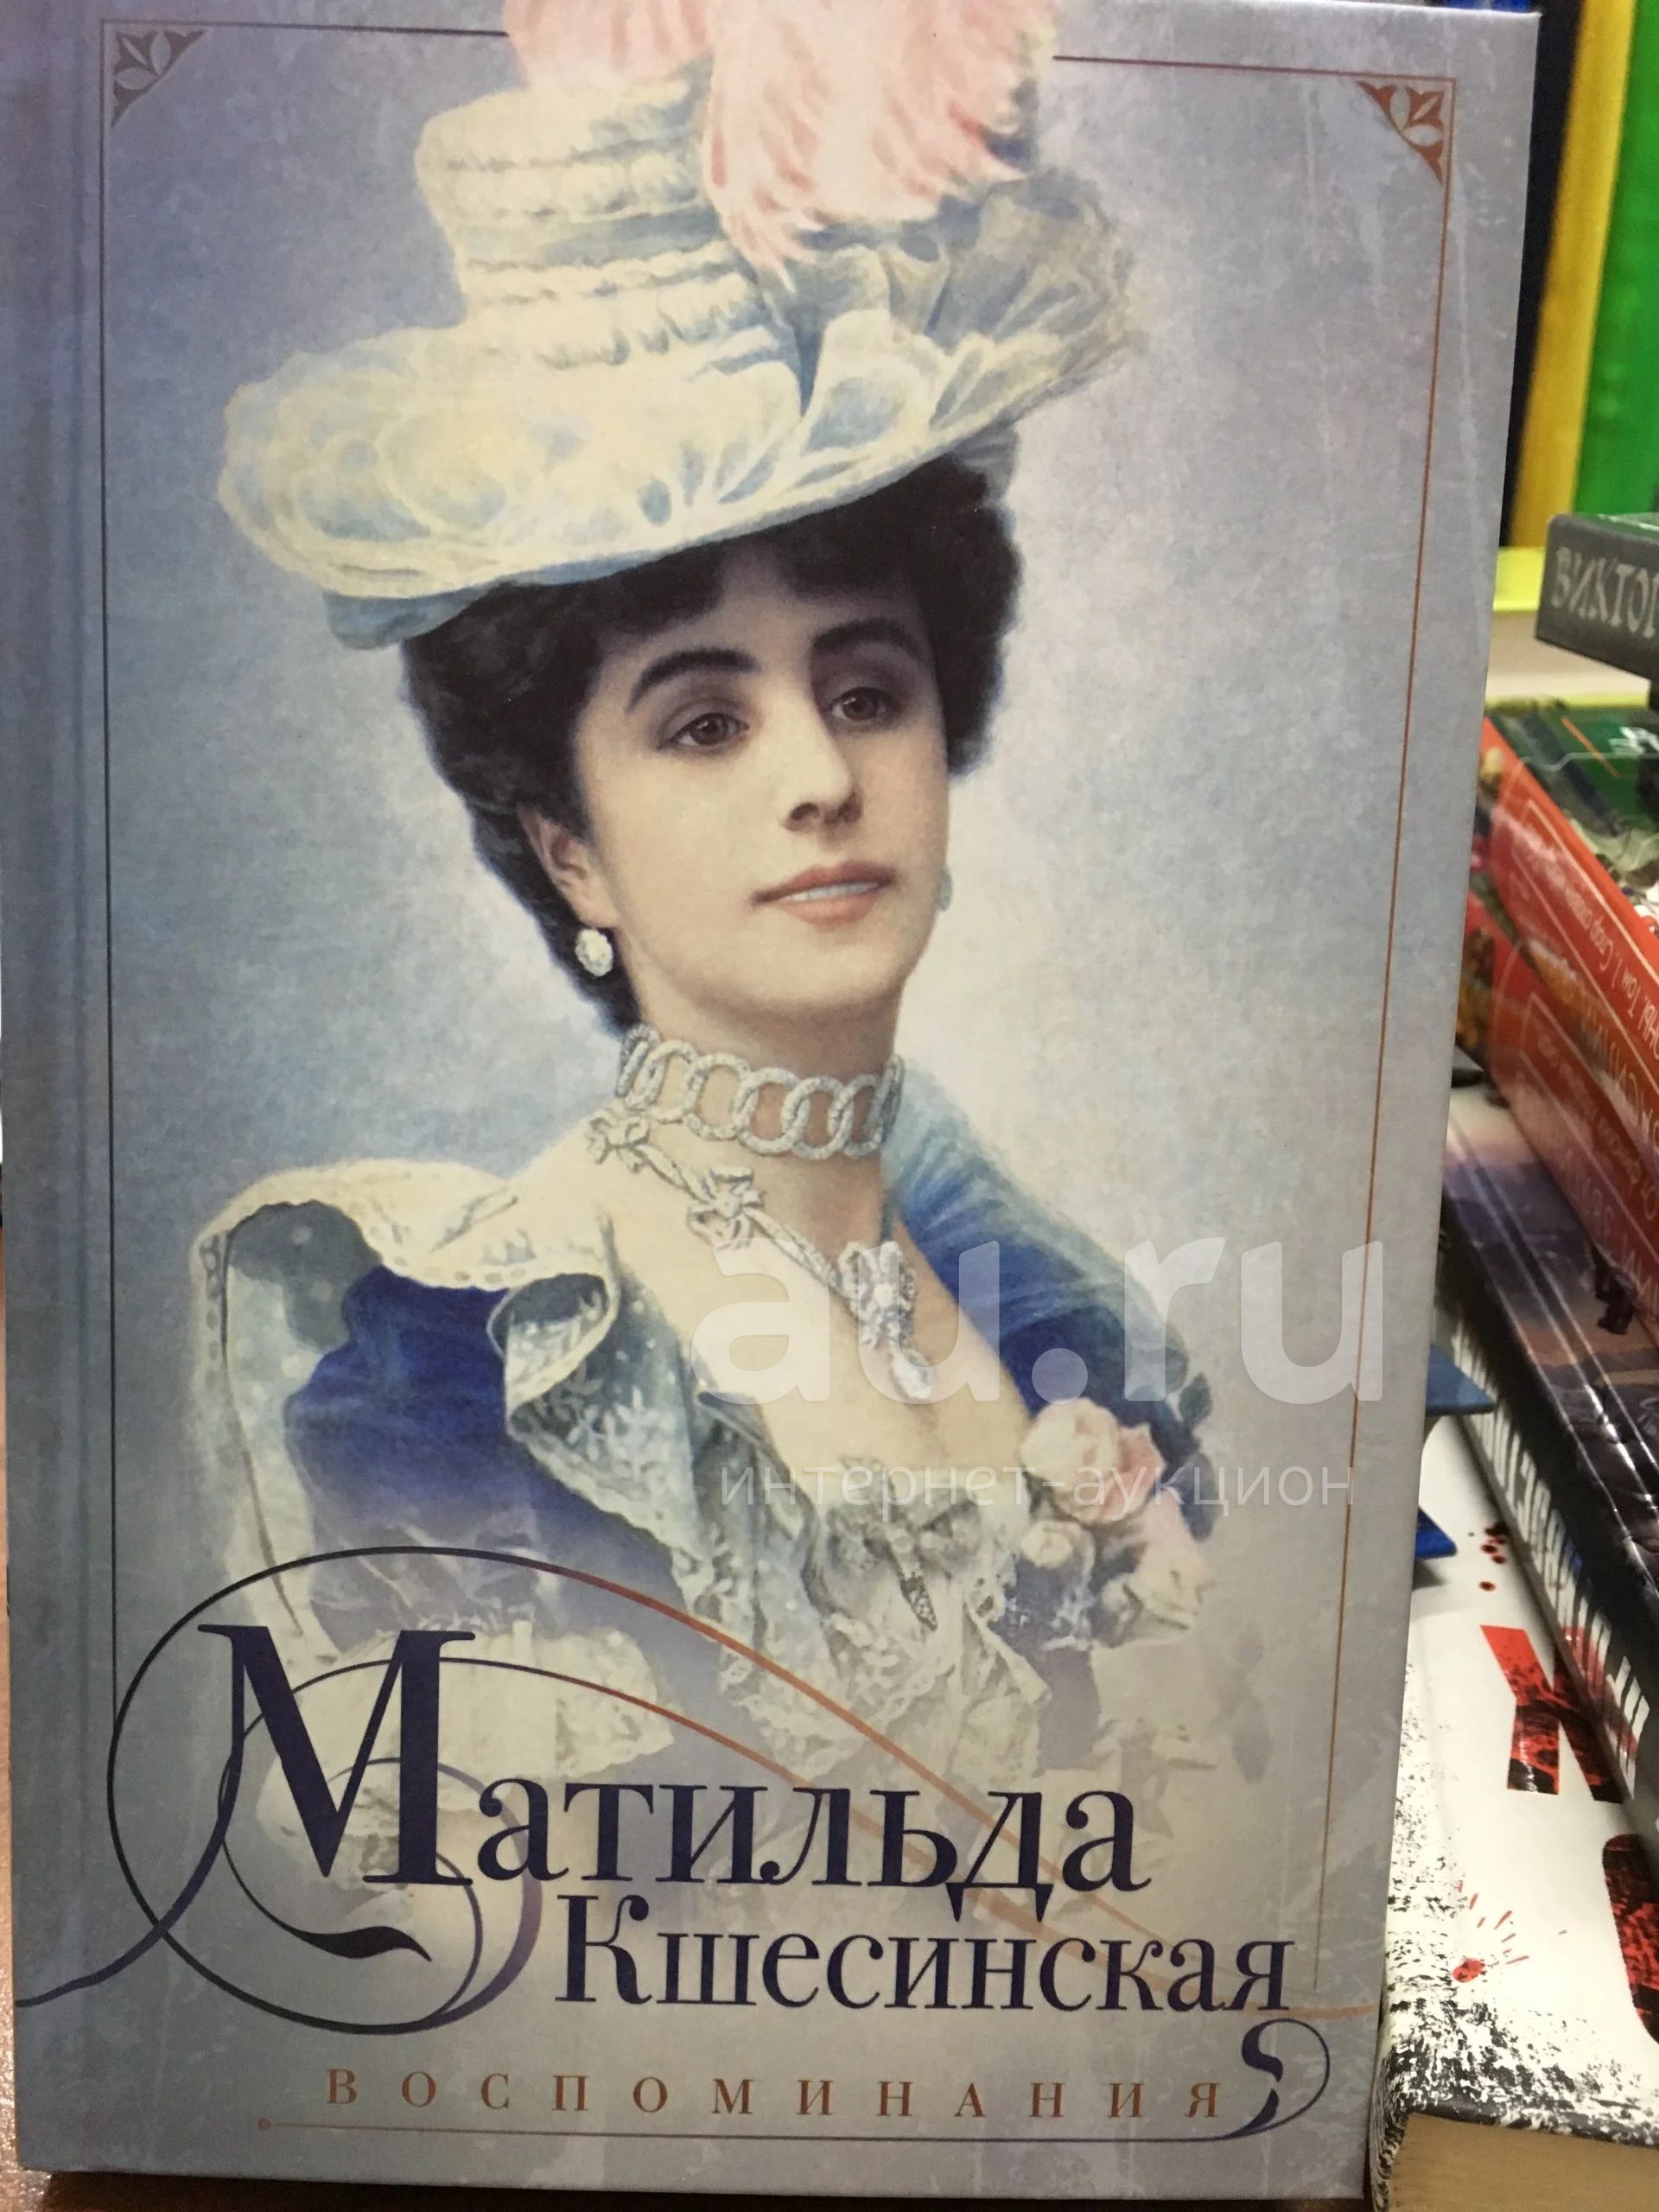 au.ru
интернет-аукцион
Матильда
Кшесинская
ВОСПОМИНАНИЯ